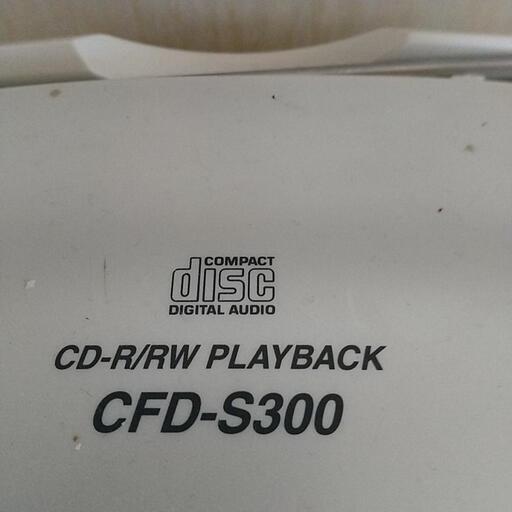 COMPACT
disc
DIGITAL AUDIO
CD-R/RW PLAYBACK
CFD-S300